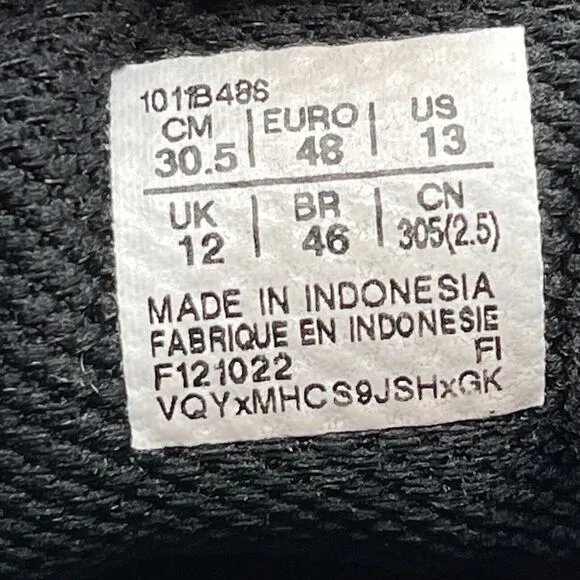 1011B486
CM | EURO | US
30.5 | 48 | 13
UK | BR | CN
12 | 46 | 305(2.5)
MADE IN INDONESIA
FABRIQUE EN INDONESIE
F121022 FI
VQYxMHCS9JSHxGK